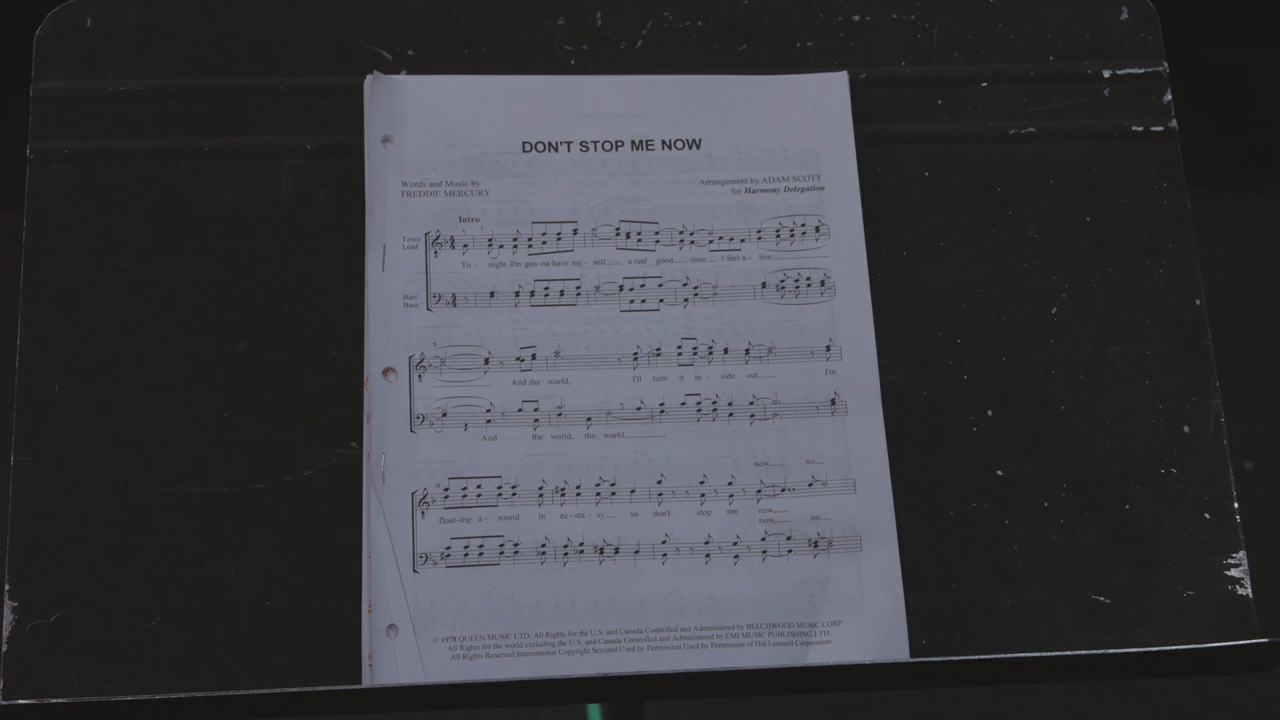 DON'T STOP ME NOW
Words and Music by
FREDDIE MERCURY
Arrangement by ADAM SCOTT
for Harmony Delegation
Intro
1
Tenor
Lead
To - night I'm gon-na have my - self a real good time I feel a - live
Bari
Bass
5
And the world, I'll turn it in - side out I'm
And the world, the world
now no
9
float-ing a - round in ec-sta - sy so don't stop me now
now no
© 1978 QUEEN MUSIC LTD. All Rights for the U.S. and Canada Controlled and Administered by BEECHWOOD MUSIC CORP.
All Rights for the world excluding the U.S. and Canada Controlled and Administered by EMI MUSIC PUBLISHING LTD.
All Rights Reserved International Copyright Secured Used by Permission Used by Permission of Hal Leonard Corporation